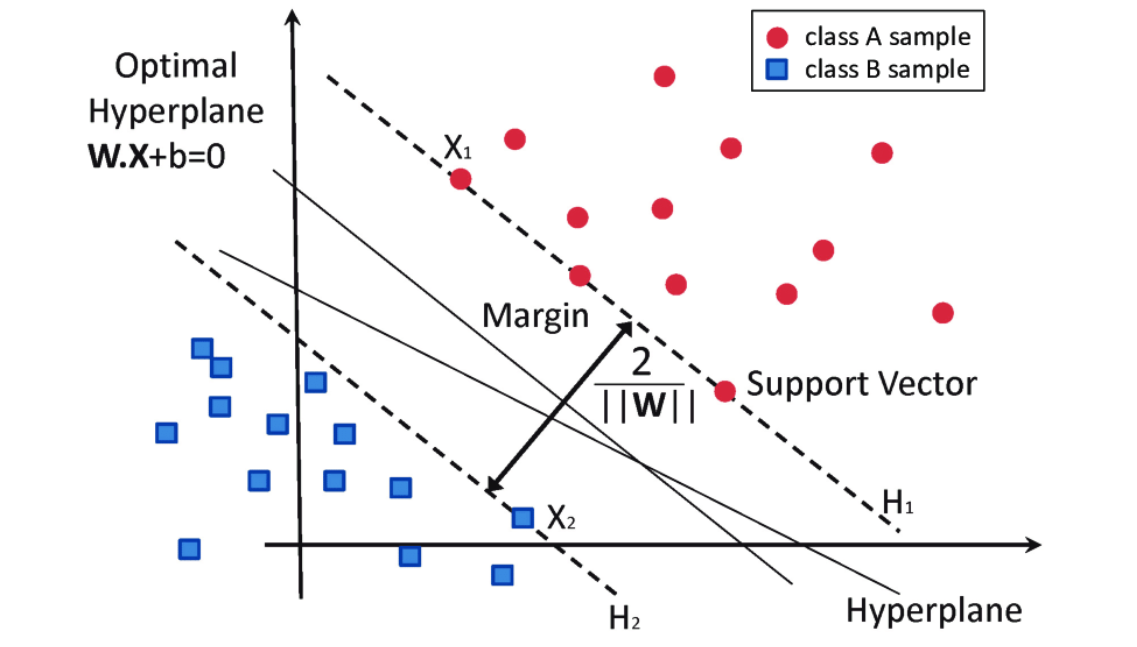 class A sample
class B sample
Optimal
Hyperplane
W.X+b=0
X₁
Margin
2
||W||
Support Vector
H₁
X₂
H₂
Hyperplane